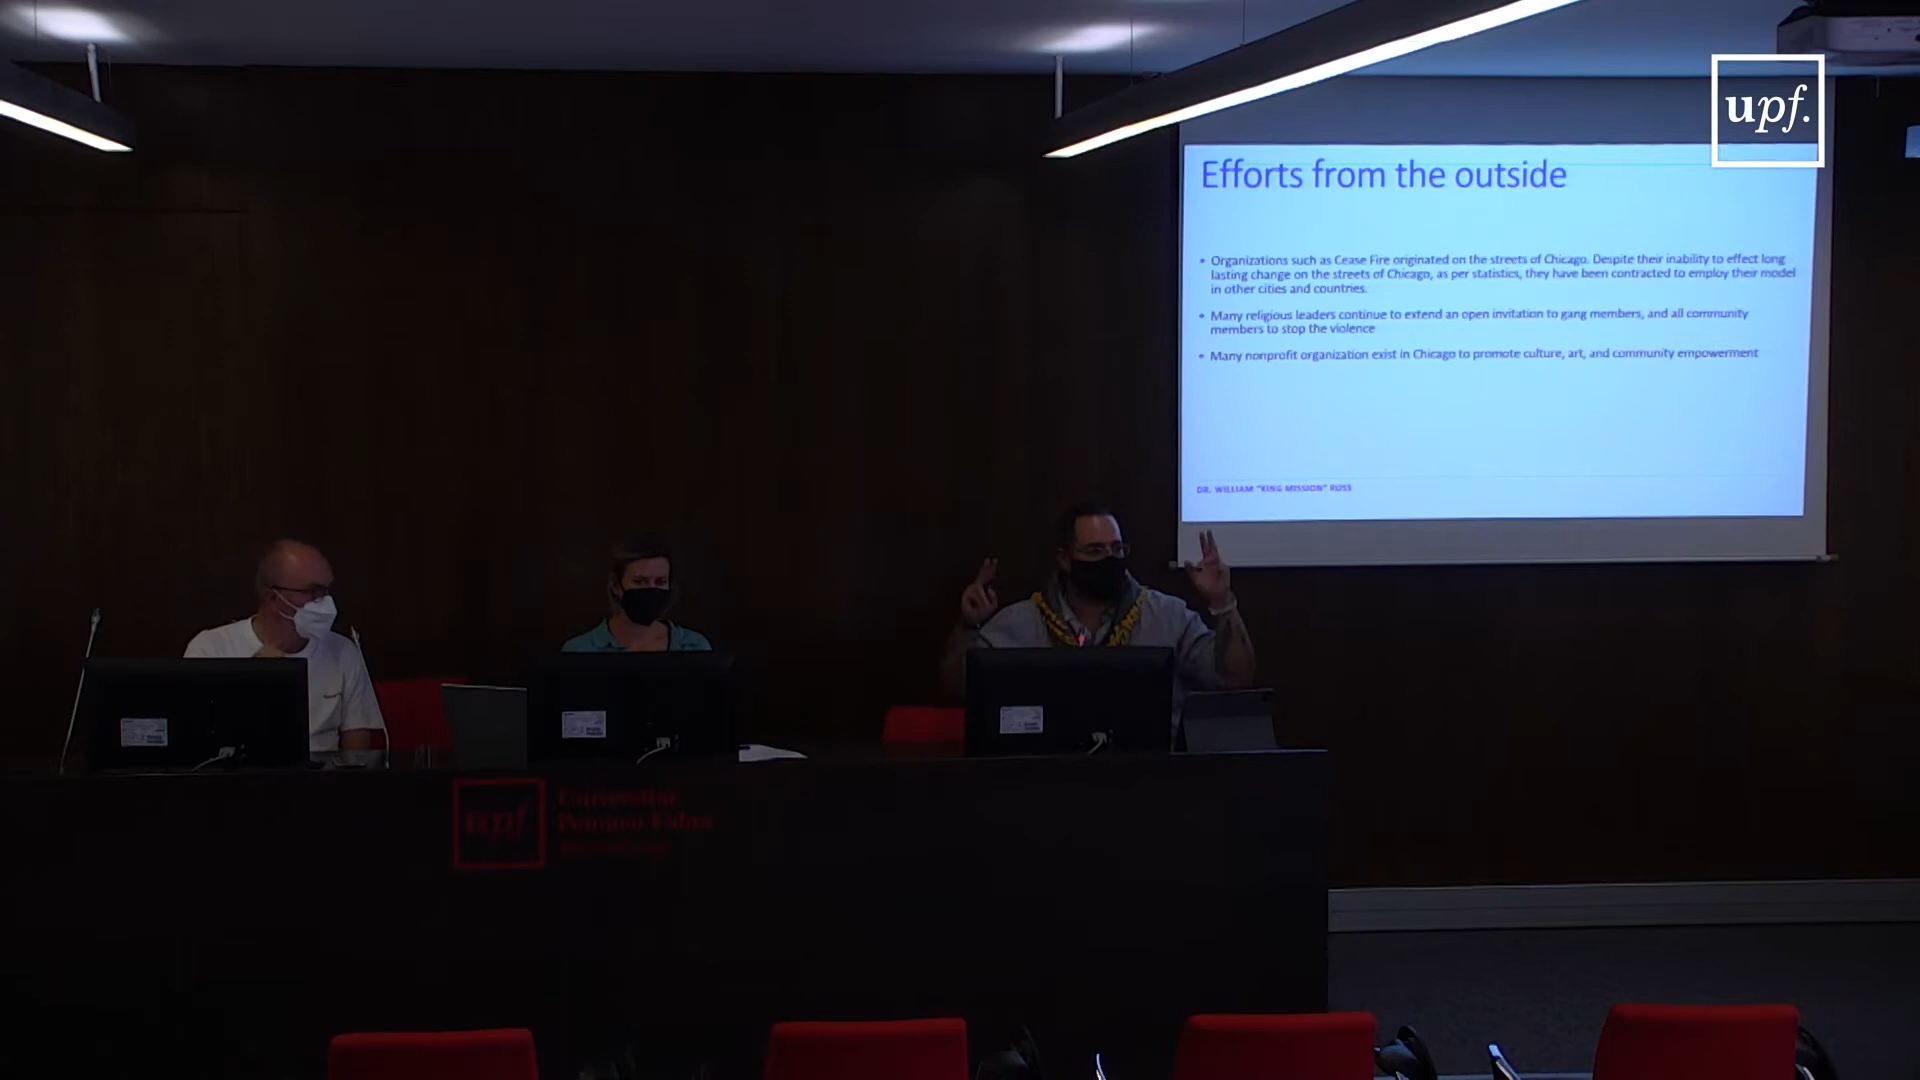 upf.
Efforts from the outside
• Organizations such as Cease Fire originated on the streets of Chicago. Despite their inability to effect long
lasting change on the streets of Chicago, as per statistics, they have been contracted to employ their model
in other cities and countries.
• Many religious leaders continue to extend an open invitation to gang members, and all community
members to stop the violence
• Many nonprofit organization exist in Chicago to promote culture, art, and community empowerment
DR. WILLIAM "KING MISSION" ROSS
upf.
Universitat
Pompeu Fabra